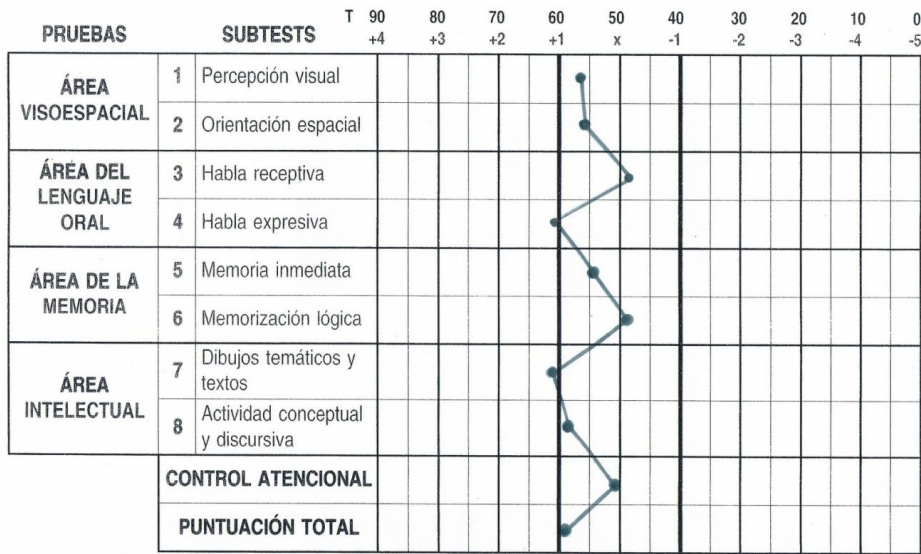 T 90 80 70 60 50 40 30 20 10 0
PRUEBAS SUBTESTS +4 +3 +2 +1 x -1 -2 -3 -4 -5
ÁREA VISOESPACIAL
1 Percepción visual
2 Orientación espacial
ÁREA DEL LENGUAJE ORAL
3 Habla receptiva
4 Habla expresiva
ÁREA DE LA MEMORIA
5 Memoria inmediata
6 Memorización lógica
ÁREA INTELECTUAL
7 Dibujos temáticos y
textos
8 Actividad conceptual
y discursiva
CONTROL ATENCIONAL
PUNTUACIÓN TOTAL